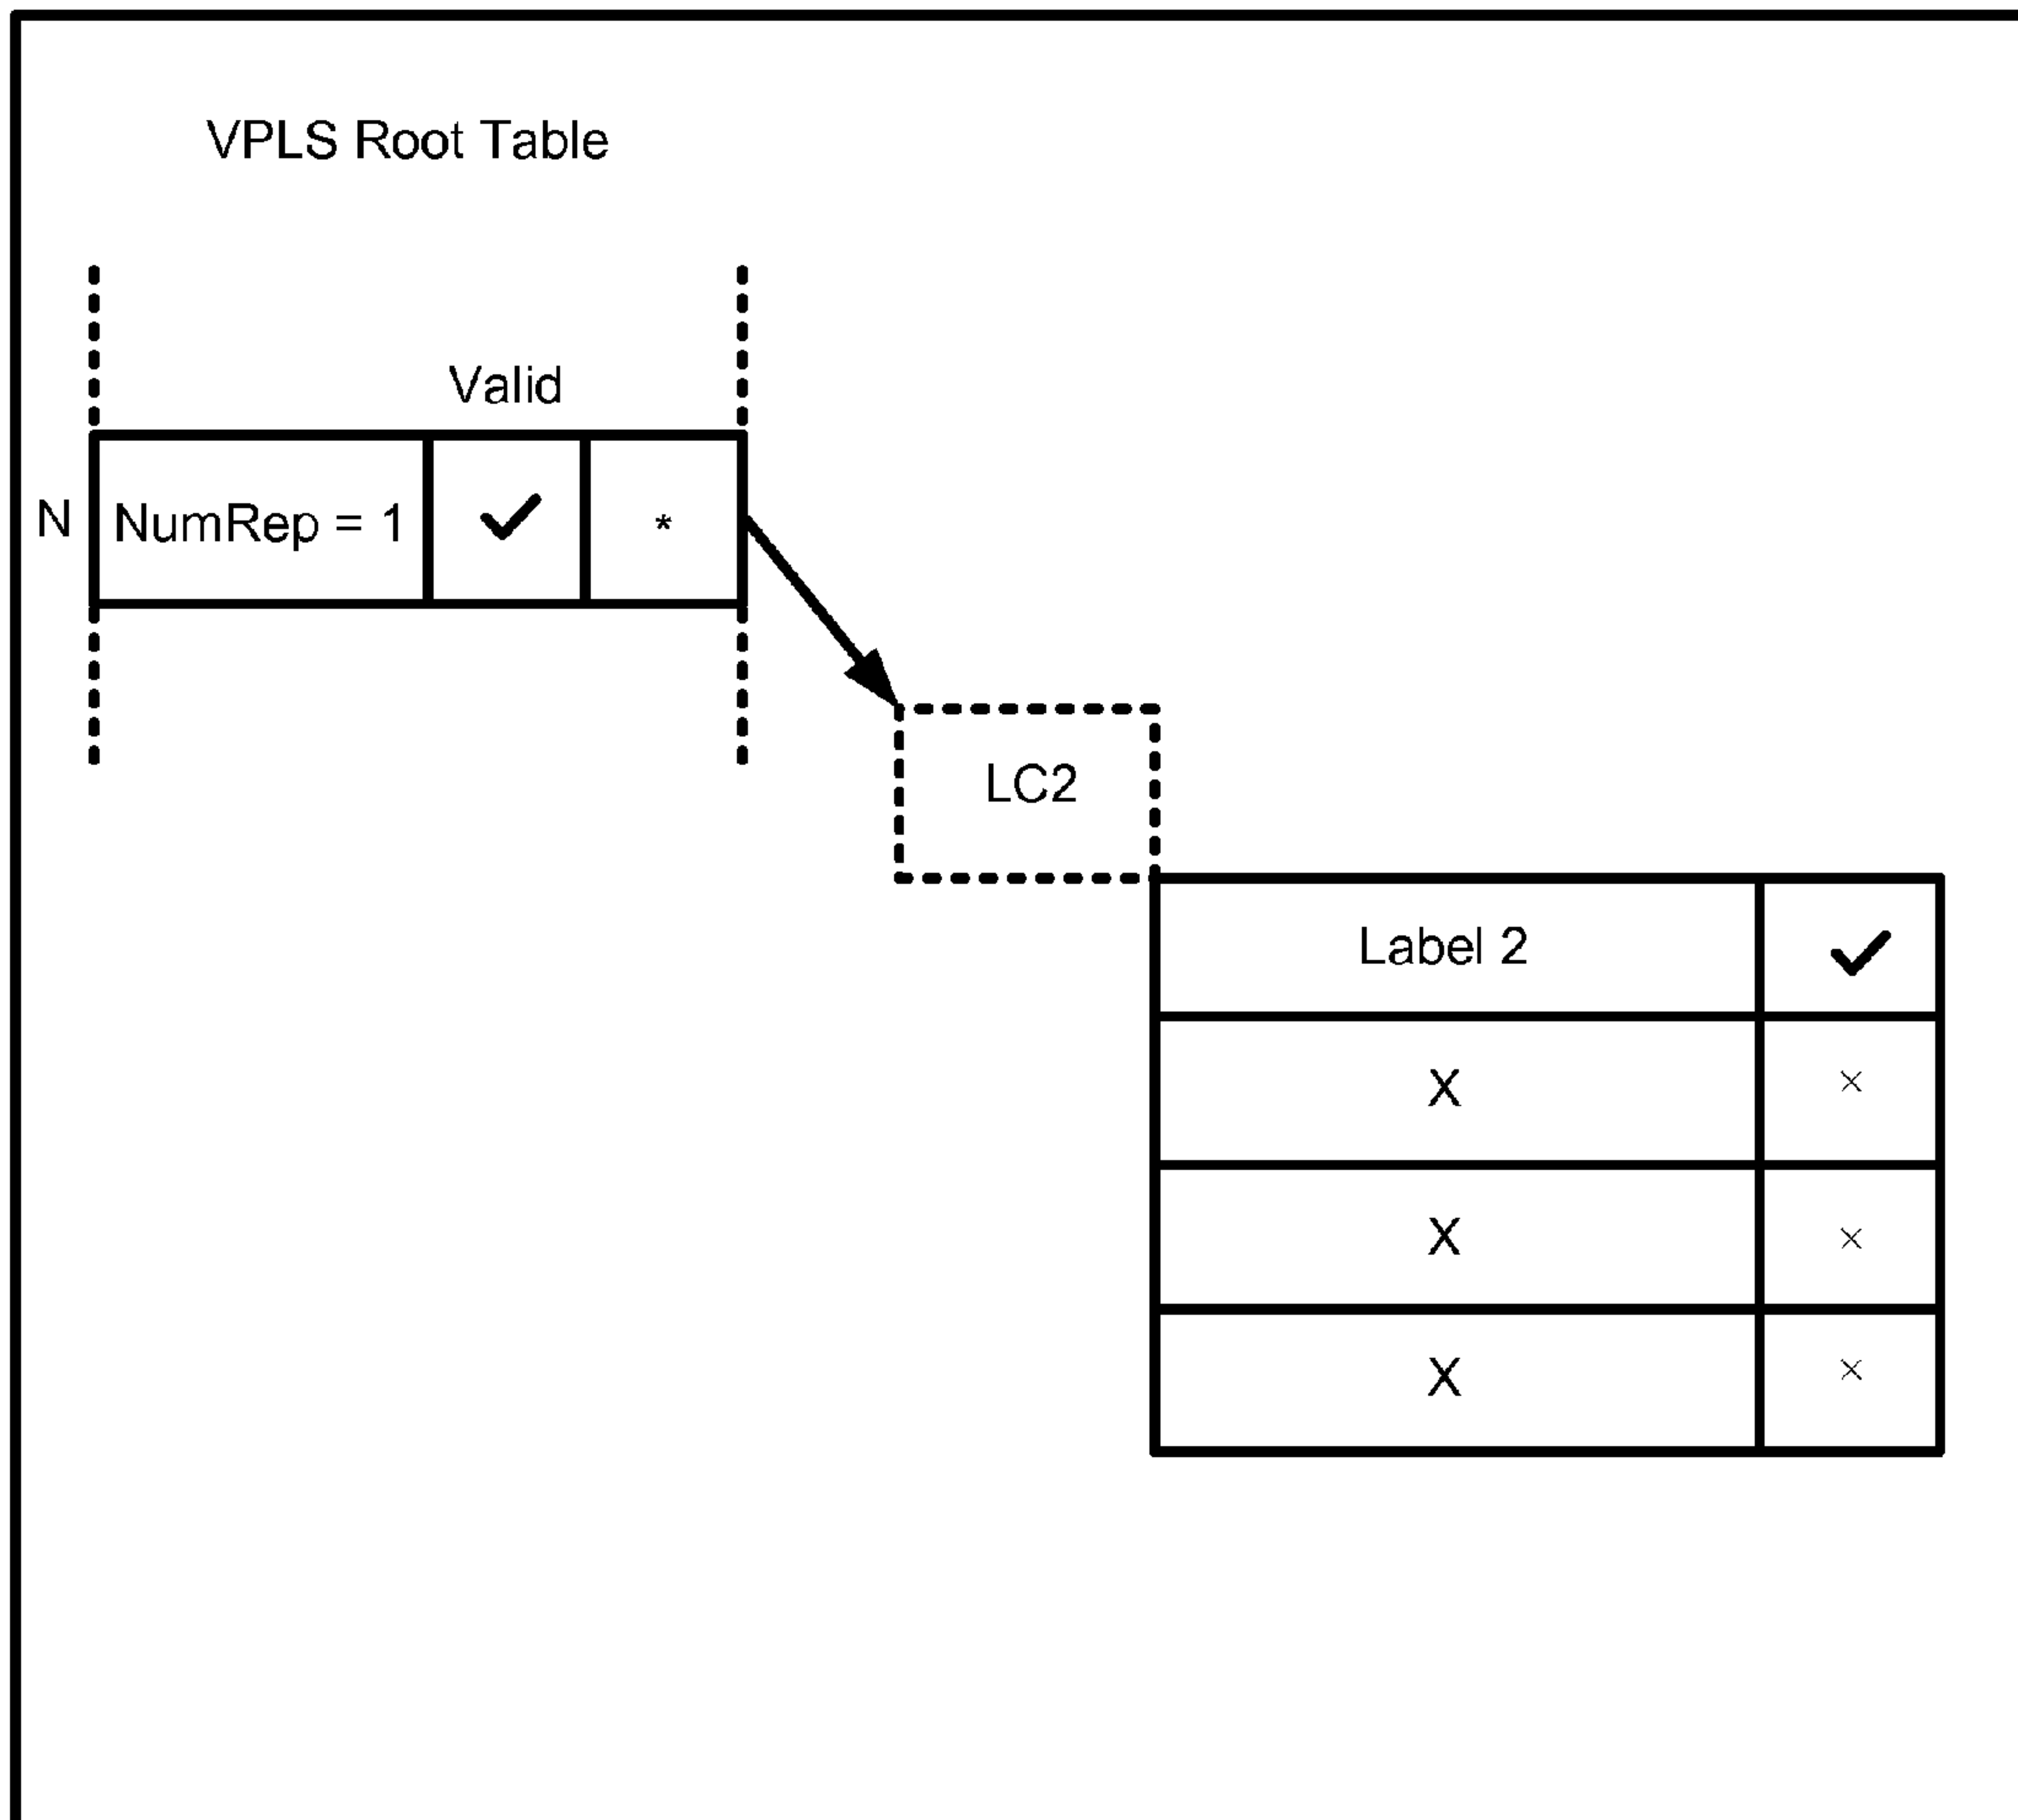 VPLS Root Table
Valid
N NumRep = 1 ✓ *
LC2
Label 2 ✓
X ×
X ×
X ×